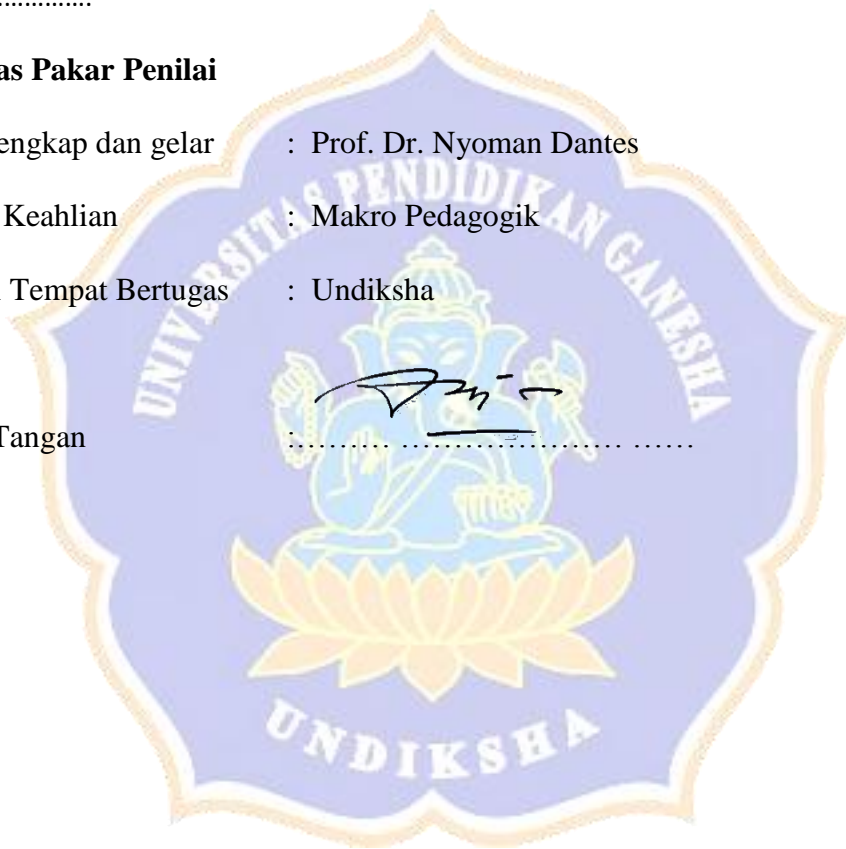 ……………….
as Pakar Penilai
engkap dan gelar : Prof. Dr. Nyoman Dantes
Keahlian : Makro Pedagogik
Tempat Bertugas : Undiksha
Tangan :.......... …………………… ……
UNIVERSITAS PENDIDIKAN GANESHA
UNDIKSHA